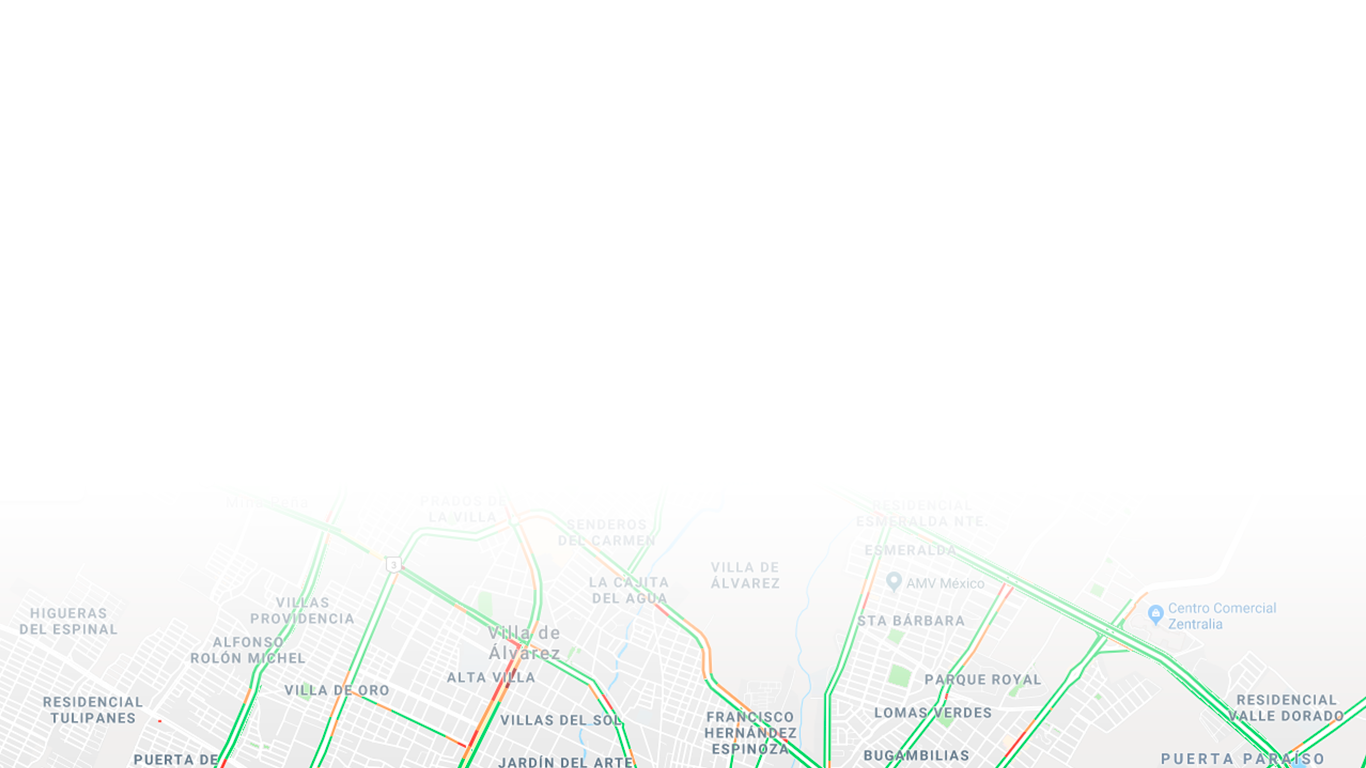 PRADOS DE
LA VILLA
RESIDENCIAL
ESMERALDA NTE.
SENDEROS
DEL CARMEN
ESMERALDA
3
VILLA DE
ÁLVAREZ
LA CAJITA
DEL AGUA
AMV México
HIGUERAS
DEL ESPINAL
VILLAS
PROVIDENCIA
Centro Comercial
Zentralia
STA BÁRBARA
Villa de
Álvarez
ALFONSO
ROLÓN MICHEL
ALTA VILLA
PARQUE ROYAL
VILLA DE ORO
RESIDENCIAL
TULIPANES
RESIDENCIAL
VALLE DORADO
LOMAS VERDES
VILLAS DEL SOL
FRANCISCO
HERNÁNDEZ
ESPINOZA
BUGAMBILIAS
PUERTA DE
JARDÍN DEL ARTE
PUERTA PARAÍSO